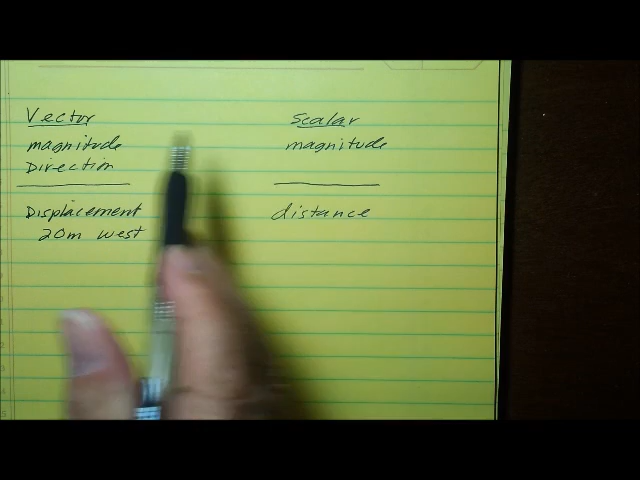 Vector
magnitude
Direction
Displacement
20m west
Scalar
magnitude
distance